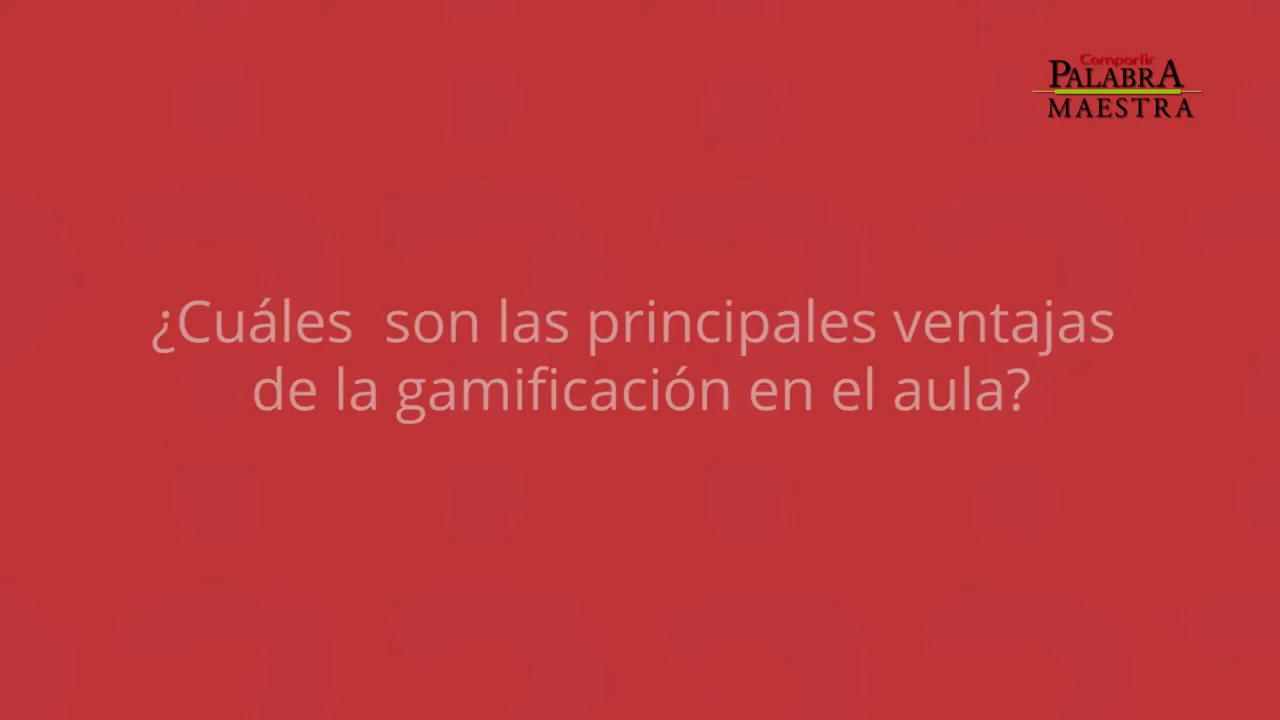 Compartir
PALABRA
MAESTRA
¿Cuáles son las principales ventajas
de la gamificación en el aula?